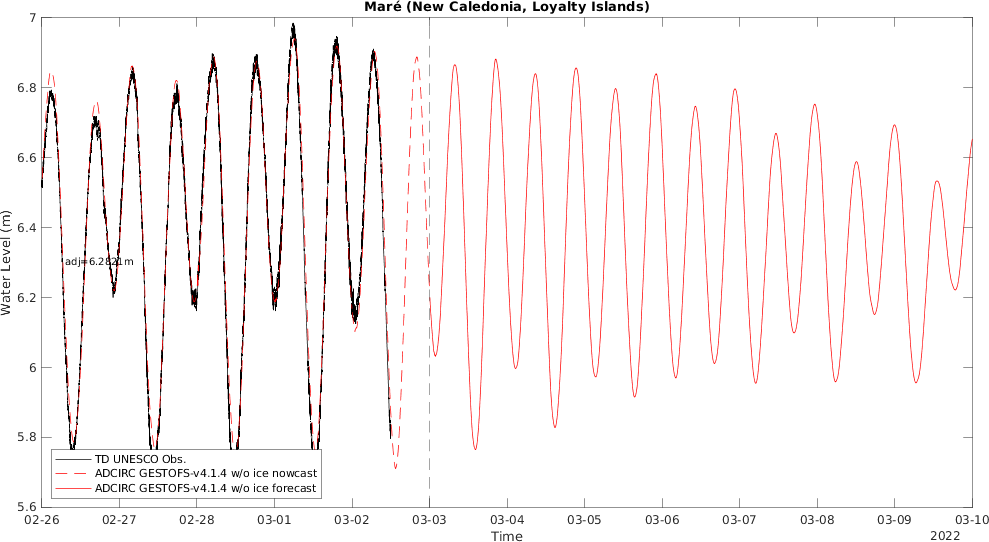 Maré (New Caledonia, Loyalty Islands)
Water Level (m)
7
6.8
6.6
6.4
6.2
6
5.8
5.6
adj=6.2821m
TD UNESCO Obs.
ADCIRC GESTOFS-v4.1.4 w/o ice nowcast
ADCIRC GESTOFS-v4.1.4 w/o ice forecast
02-26 02-27 02-28 03-01 03-02 03-03 03-04 03-05 03-06 03-07 03-08 03-09 03-10
Time
2022